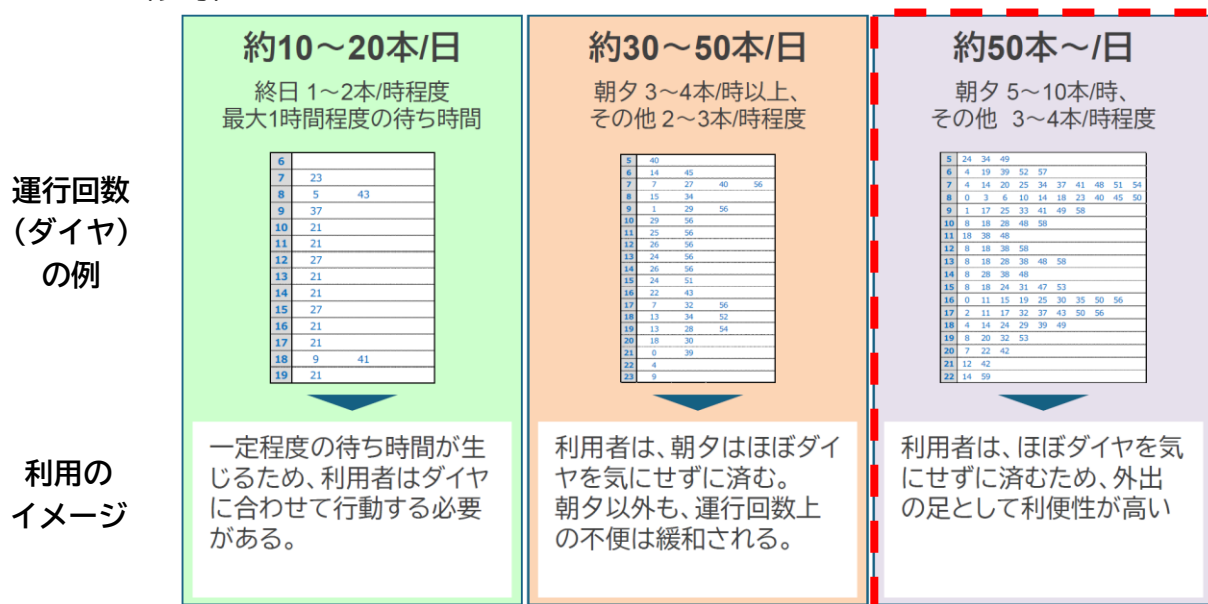 約10～20本/日
終日 1～2本/時程度
最大1時間程度の待ち時間
約30～50本/日
朝夕 3～4本/時以上、
その他 2～3本/時程度
約50本～/日
朝夕 5～10本/時、
その他 3～4本/時程度
運行回数
（ダイヤ）
の例
6
7 23
8 5 43
9 37
10 21
11 21
12 27
13 21
14 21
15 27
16 21
17 21
18 9 41
19 21
5 40
6 14 45
7 7 27 40 56
8 15 34
9 1 29 56
10 29 56
11 25 56
12 26 56
13 24 56
14 26 56
15 24 51
16 22 43
17 7 32 56
18 13 34 52
19 13 28 54
20 18 30
21 0 39
22 4
23 9
5 24 34 49
6 4 19 39 52 57
7 4 14 20 25 34 37 41 48 51 54
8 0 3 6 10 14 18 23 40 45 50
9 1 17 25 33 41 49 58
10 8 18 28 48 58
11 18 38 48
12 8 18 38 58
13 8 18 28 38 48 58
14 8 28 38 48
15 8 18 24 31 47 53
16 0 11 15 19 25 30 35 50 56
17 2 11 17 32 37 43 50 56
18 4 14 24 29 39 49
19 8 20 32 53
20 7 22 42
21 12 42
22 14 59
利用の
イメージ
一定程度の待ち時間が生
じるため、利用者はダイヤ
に合わせて行動する必要
がある。
利用者は、朝夕はほぼダイ
ヤを気にせずに済む。
朝夕以外も、運行回数上
の不便は緩和される。
利用者は、ほぼダイヤを気
にせずに済むため、外出
の足として利便性が高い